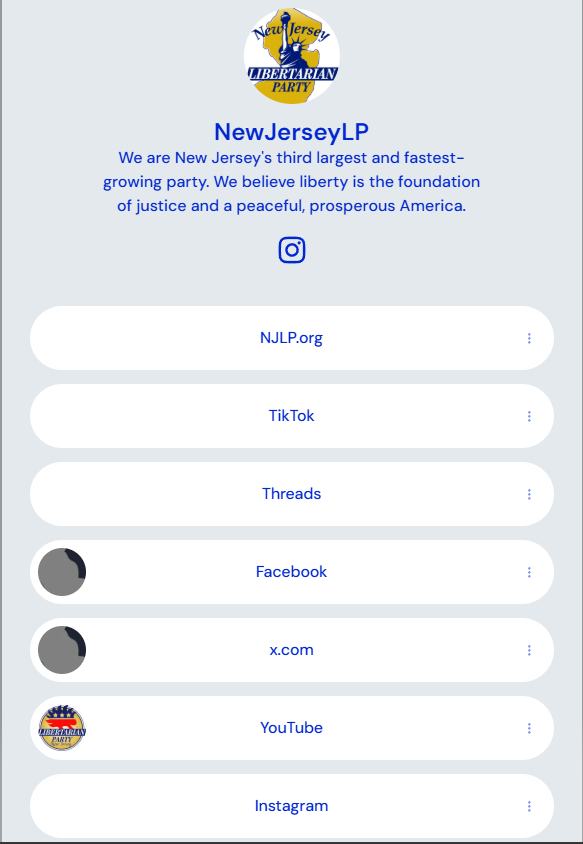 New Jersey
LIBERTARIAN
PARTY
NewJerseyLP
We are New Jersey's third largest and fastest-
growing party. We believe liberty is the foundation
of justice and a peaceful, prosperous America.
NJLP.org
TikTok
Threads
Facebook
x.com
YouTube
LIBERTARIAN
PARTY
Instagram